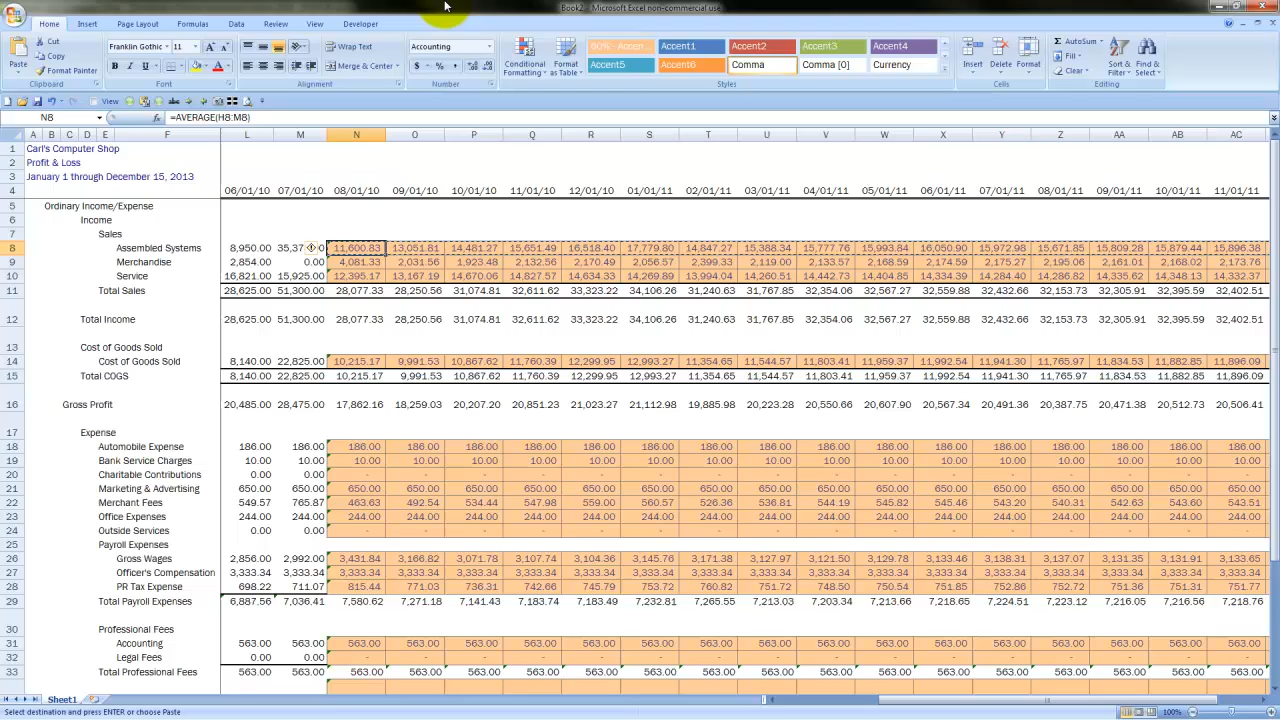 Book2 - Microsoft Excel non-commercial use
Home Insert Page Layout Formulas Data Review View Developer
Paste Cut Copy Format Painter Clipboard
Franklin Gothic 11 Font
Wrap Text Merge & Center Alignment
Accounting Number
Conditional Formatting Format as Table
60% - Accen... Accent1 Accent2 Accent3 Accent4
Accent5 Accent6 Comma Comma [0] Currency
Styles
Insert Delete Format Cells
AutoSum Fill Clear Sort & Filter Find & Select Editing
View
N8 fx =AVERAGE(H8:M8)
A B C D E F L M N O P Q R S T U V W X Y Z AA AB AC
1 Carl's Computer Shop
2 Profit & Loss
3 January 1 through December 15, 2013
4 06/01/10 07/01/10 08/01/10 09/01/10 10/01/10 11/01/10 12/01/10 01/01/11 02/01/11 03/01/11 04/01/11 05/01/11 06/01/11 07/01/11 08/01/11 09/01/11 10/01/11 11/01/11
5 Ordinary Income/Expense
6 Income
7 Sales
8 Assembled Systems 8,950.00 35,37 0 11,600.83 13,051.81 14,481.27 15,651.49 16,518.40 17,779.80 14,847.27 15,388.34 15,777.76 15,993.84 16,050.90 15,972.98 15,671.85 15,809.28 15,879.44 15,896.38
9 Merchandise 2,854.00 0.00 4,081.33 2,031.56 1,923.48 2,132.56 2,170.49 2,056.57 2,399.33 2,119.00 2,168.66 2,174.59 2,157.11 2,175.27 2,195.06 2,161.01 2,168.02 2,173.76
10 Service 16,821.00 15,925.00 12,395.17 13,167.19 14,670.06 14,827.57 14,634.33 14,269.89 13,994.04 14,260.51 14,442.73 14,404.85 14,334.39 14,284.40 14,286.82 14,335.62 14,348.13 14,332.37
11 Total Sales 28,625.00 51,300.00 28,077.33 28,250.56 31,074.81 32,611.62 33,323.22 34,106.26 31,240.63 31,767.85 32,354.06 32,567.27 32,559.88 32,432.66 32,153.73 32,305.91 32,395.59 32,402.51
12 Total Income 28,625.00 51,300.00 28,077.33 28,250.56 31,074.81 32,611.62 33,323.22 34,106.26 31,240.63 31,767.85 32,354.06 32,567.27 32,559.88 32,432.66 32,153.73 32,305.91 32,395.59 32,402.51
13 Cost of Goods Sold
14 Cost of Goods Sold 8,140.00 22,825.00 10,215.17 9,991.53 10,867.62 11,760.39 12,299.95 12,993.27 11,354.65 11,544.57 11,803.41 11,959.37 11,992.54 11,941.30 11,765.97 11,834.53 11,882.85 11,896.09
15 Total COGS 8,140.00 22,825.00 10,215.17 9,991.53 10,867.62 11,760.39 12,299.95 12,993.27 11,354.65 11,544.57 11,803.41 11,959.37 11,992.54 11,941.30 11,765.97 11,834.53 11,882.85 11,896.09
16 Gross Profit 20,485.00 28,475.00 17,862.16 18,259.03 20,207.20 20,851.23 21,023.27 21,112.98 19,885.98 20,223.28 20,550.66 20,607.90 20,567.34 20,491.36 20,387.75 20,471.38 20,512.73 20,506.41
17 Expense
18 Automobile Expense 186.00 186.00 186.00 186.00 186.00 186.00 186.00 186.00 186.00 186.00 186.00 186.00 186.00 186.00 186.00 186.00 186.00 186.00
19 Bank Service Charges 10.00 10.00 10.00 10.00 10.00 10.00 10.00 10.00 10.00 10.00 10.00 10.00 10.00 10.00 10.00 10.00 10.00 10.00
20 Charitable Contributions 0.00 0.00 - - - - - - - - - - - - - - - -
21 Marketing & Advertising 650.00 650.00 650.00 650.00 650.00 650.00 650.00 650.00 650.00 650.00 650.00 650.00 650.00 650.00 650.00 650.00 650.00 650.00
22 Merchant Fees 549.57 765.87 463.63 492.54 534.44 547.98 559.00 560.57 526.36 536.81 544.19 545.82 545.46 543.20 540.31 542.63 543.60 543.51
23 Office Expenses 244.00 244.00 244.00 244.00 244.00 244.00 244.00 244.00 244.00 244.00 244.00 244.00 244.00 244.00 244.00 244.00 244.00 244.00
24 Outside Services 0.00 0.00 - - - - - - - - - - - - - - - -
25 Payroll Expenses
26 Gross Wages 2,856.00 2,992.00 3,431.84 3,166.82 3,071.78 3,107.74 3,104.36 3,145.76 3,171.38 3,127.97 3,121.50 3,129.78 3,133.46 3,138.31 3,137.07 3,131.35 3,131.91 3,133.65
27 Officer's Compensation 3,333.34 3,333.34 3,333.34 3,333.34 3,333.34 3,333.34 3,333.34 3,333.34 3,333.34 3,333.34 3,333.34 3,333.34 3,333.34 3,333.34 3,333.34 3,333.34 3,333.34 3,333.34
28 PR Tax Expense 698.22 711.07 815.44 771.03 736.31 742.66 745.79 753.72 760.82 751.72 748.50 750.54 751.85 752.86 752.71 751.36 751.31 751.77
29 Total Payroll Expenses 6,887.56 7,036.41 7,580.62 7,271.18 7,141.43 7,183.74 7,183.49 7,232.81 7,265.55 7,213.03 7,203.34 7,213.66 7,218.65 7,224.51 7,223.12 7,216.05 7,216.56 7,218.76
30 Professional Fees
31 Accounting 563.00 563.00 563.00 563.00 563.00 563.00 563.00 563.00 563.00 563.00 563.00 563.00 563.00 563.00 563.00 563.00 563.00 563.00
32 Legal Fees 0.00 0.00 - - - - - - - - - - - - - - - -
33 Total Professional Fees 563.00 563.00 563.00 563.00 563.00 563.00 563.00 563.00 563.00 563.00 563.00 563.00 563.00 563.00 563.00 563.00 563.00 563.00
Sheet1
Select destination and press ENTER or choose Paste 100%